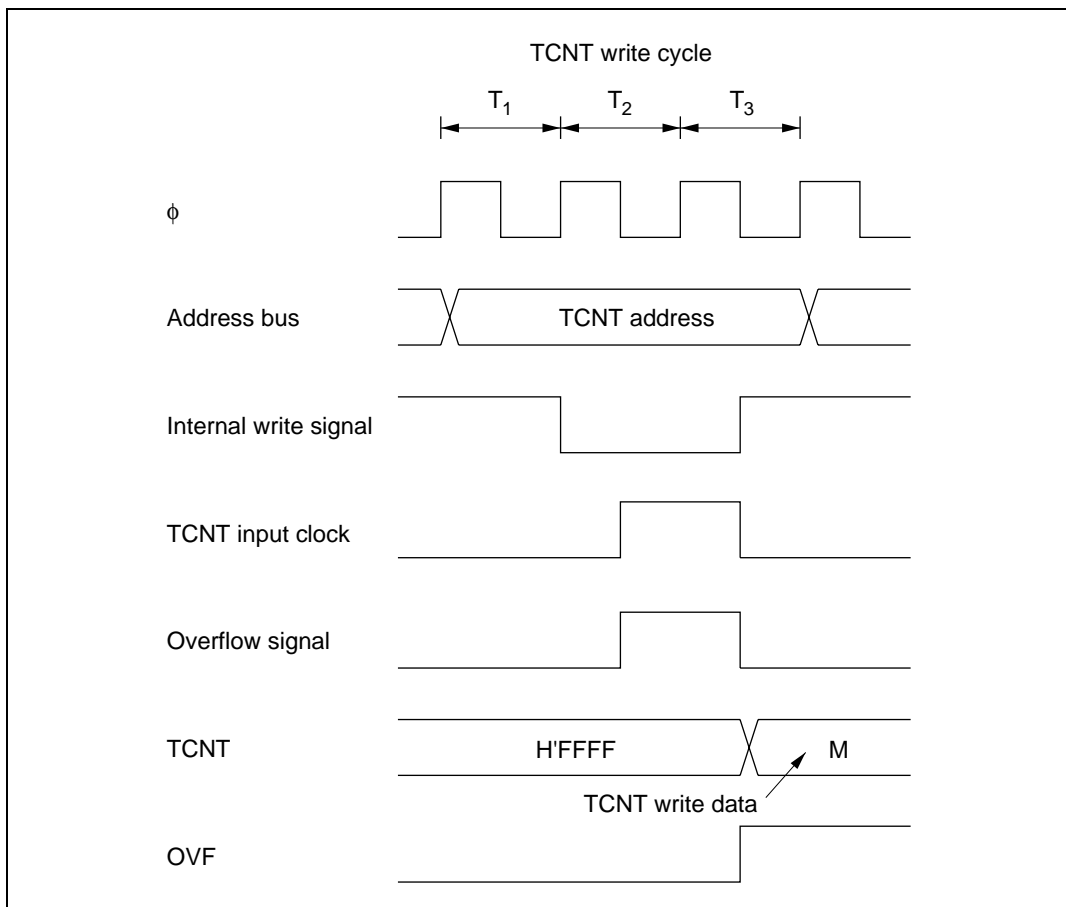 TCNT write cycle
T1 T2 T3
φ
Address bus
TCNT address
Internal write signal
TCNT input clock
Overflow signal
TCNT
H'FFFF
M
TCNT write data
OVF